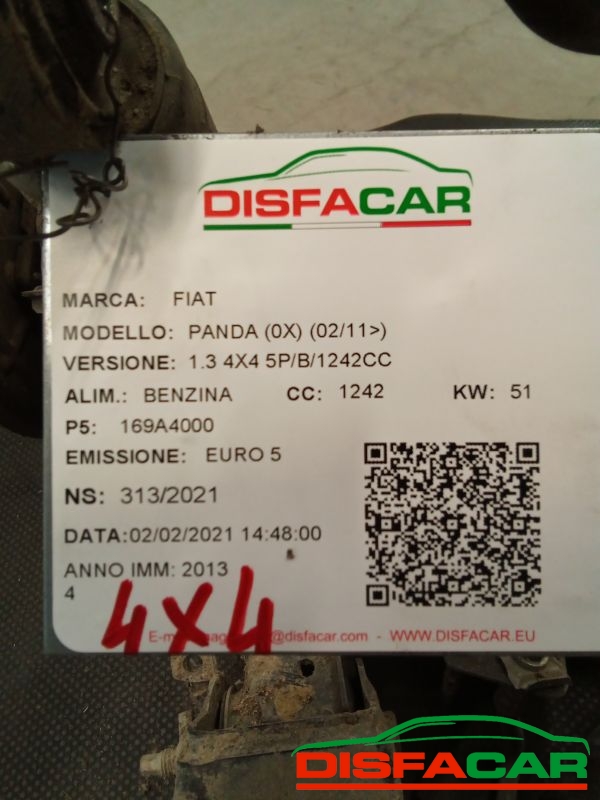 DISFACAR
MARCA: FIAT
MODELLO: PANDA (0X) (02/11>)
VERSIONE: 1.3 4X4 5P/B/1242CC
ALIM.: BENZINA CC: 1242 KW: 51
P5: 169A4000
EMISSIONE: EURO 5
NS: 313/2021
DATA:02/02/2021 14:48:00
ANNO IMM: 2013
4
4X4
@disfacar.com - WWW.DISFACAR.EU
DISFACAR